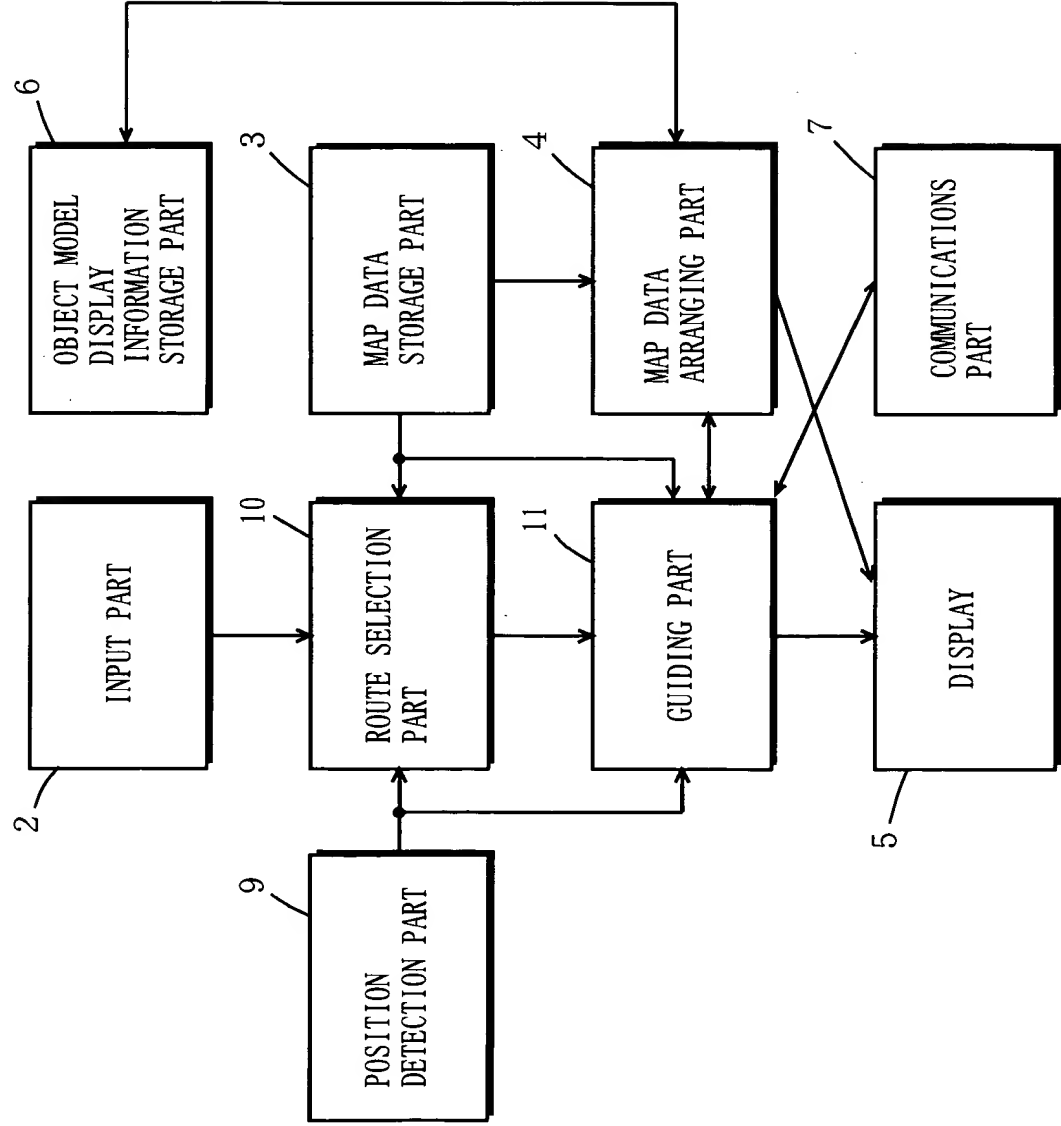 6
OBJECT MODEL
DISPLAY
INFORMATION
STORAGE PART
3
MAP DATA
STORAGE PART
4
MAP DATA
ARRANGING PART
7
COMMUNICATIONS
PART
2
INPUT PART
10
ROUTE SELECTION
PART
11
GUIDING PART
5
DISPLAY
9
POSITION
DETECTION PART